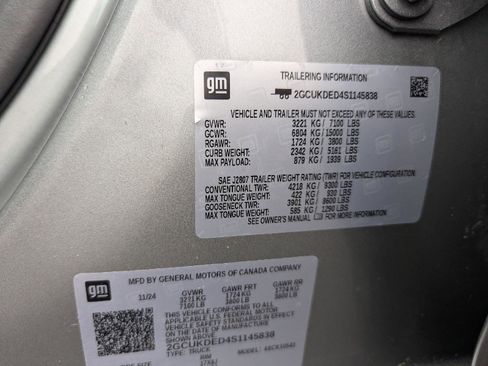 gm
TRAILERING INFORMATION
2GCUKDED4S1145838
VEHICLE AND TRAILER MUST NOT EXCEED ANY OF THESE VALUES.
GVWR: 3221 KG / 7100 LBS
GCWR: 6804 KG / 15000 LBS
RGAWR: 1724 KG / 3800 LBS
CURB WEIGHT: 2342 KG / 5161 LBS
MAX PAYLOAD: 879 KG / 1939 LBS
SAE J2807 TRAILER WEIGHT RATING (TWR) FOR VEHICLE CONFIGURATION.
CONVENTIONAL TWR: 4218 KG / 9300 LBS
MAX TONGUE WEIGHT: 422 KG / 930 LBS
GOOSENECK TWR: 3901 KG / 8600 LBS
MAX TONGUE WEIGHT: 585 KG / 1290 LBS
SEE OWNER'S MANUAL FOR MORE INFORMATION.
gm
MFD BY GENERAL MOTORS OF CANADA COMPANY
11/24 GVWR GAWR FRT GAWR RR
3221 KG 1724 KG 1724 KG
7100 LB 3800 LB 3800 LB
THIS VEHICLE CONFORMS TO ALL
APPLICABLE U.S. FEDERAL MOTOR
VEHICLE SAFETY STANDARDS IN
EFFECT ON THE DATE OF
MANUFACTURE SHOWN ABOVE
2GCUKDED4S1145838
TYPE: TRUCK MODEL:
SIZE RIM